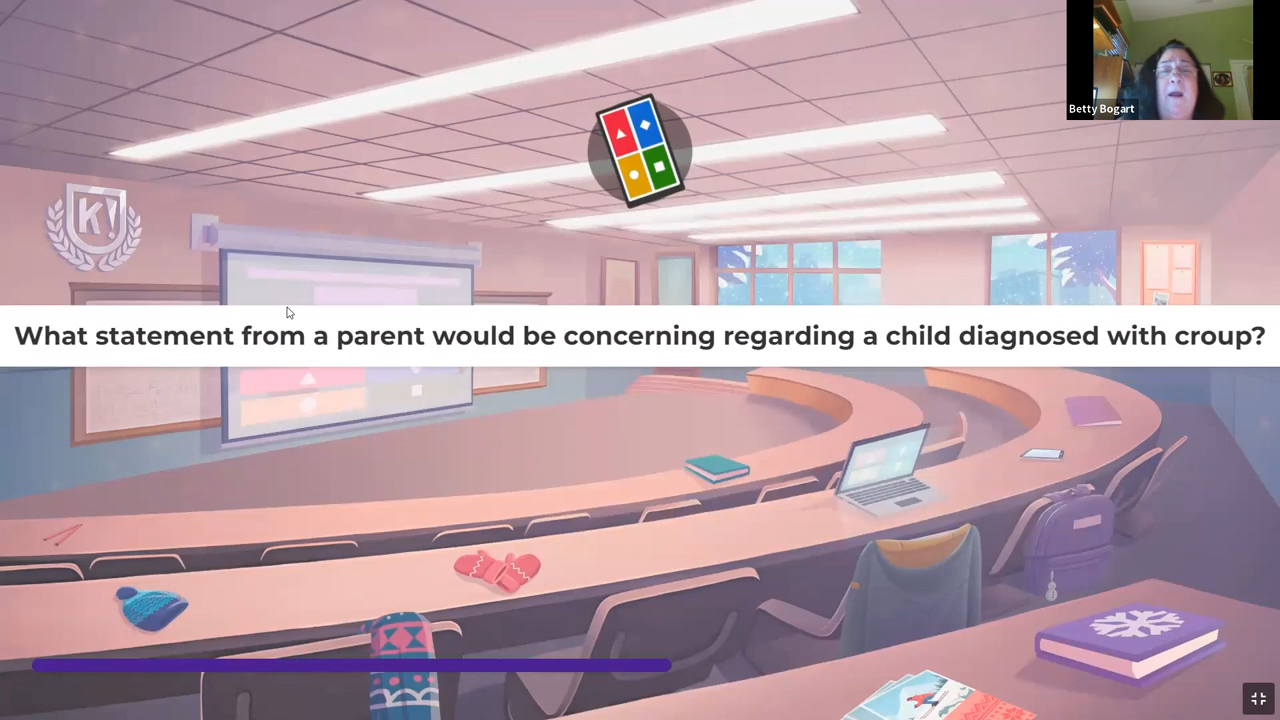 Betty Bogart
K!
What statement from a parent would be concerning regarding a child diagnosed with croup?